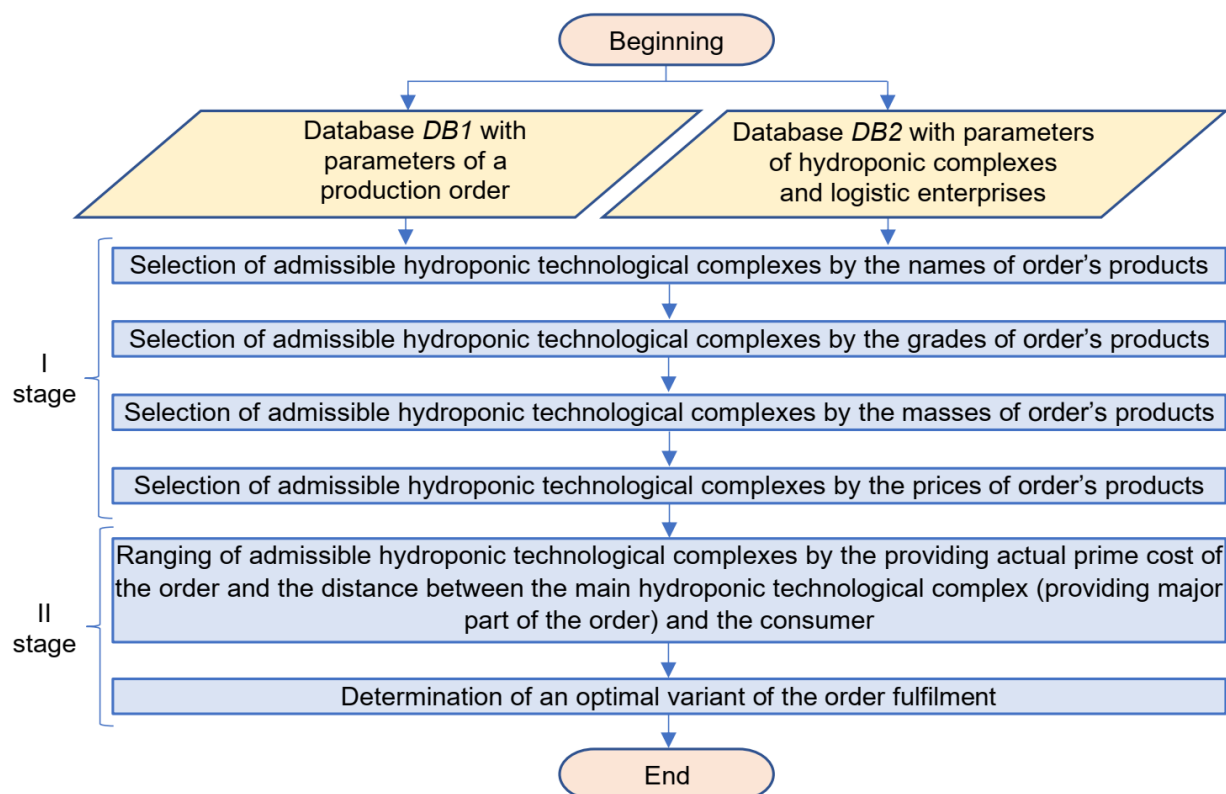 Beginning
Database DB1 with
parameters of a
production order
Database DB2 with parameters
of hydroponic complexes
and logistic enterprises
I
stage
Selection of admissible hydroponic technological complexes by the names of order’s products
Selection of admissible hydroponic technological complexes by the grades of order’s products
Selection of admissible hydroponic technological complexes by the masses of order’s products
Selection of admissible hydroponic technological complexes by the prices of order’s products
II
stage
Ranging of admissible hydroponic technological complexes by the providing actual prime cost of
the order and the distance between the main hydroponic technological complex (providing major
part of the order) and the consumer
Determination of an optimal variant of the order fulfilment
End